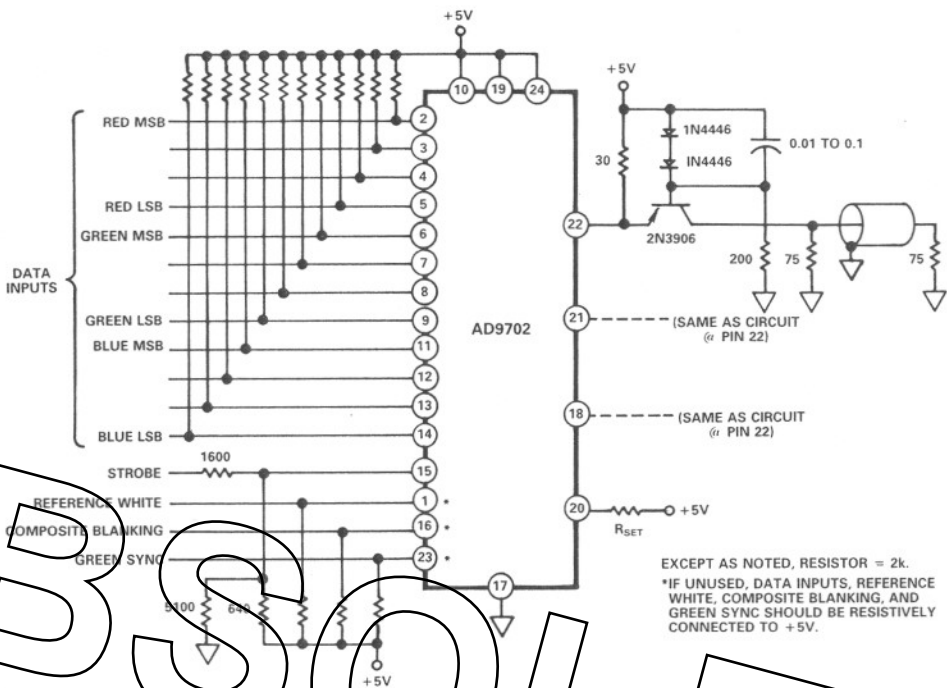 +5V
10
19
24
RED MSB
2
3
4
RED LSB
5
GREEN MSB
6
7
8
GREEN LSB
9
BLUE MSB
11
12
13
BLUE LSB
14
DATA
INPUTS
1600
STROBE
15
REFERENCE WHITE
1 *
COMPOSITE BLANKING
16 *
GREEN SYNC
23 *
5100
640
+5V
17
AD9702
+5V
1N4446
IN4446
0.01 TO 0.1
30
22
2N3906
200
75
75
21
(SAME AS CIRCUIT
@ PIN 22)
18
(SAME AS CIRCUIT
@ PIN 22)
20
+5V
RSET
EXCEPT AS NOTED, RESISTOR = 2k.
*IF UNUSED, DATA INPUTS, REFERENCE
WHITE, COMPOSITE BLANKING, AND
GREEN SYNC SHOULD BE RESISTIVELY
CONNECTED TO +5V.